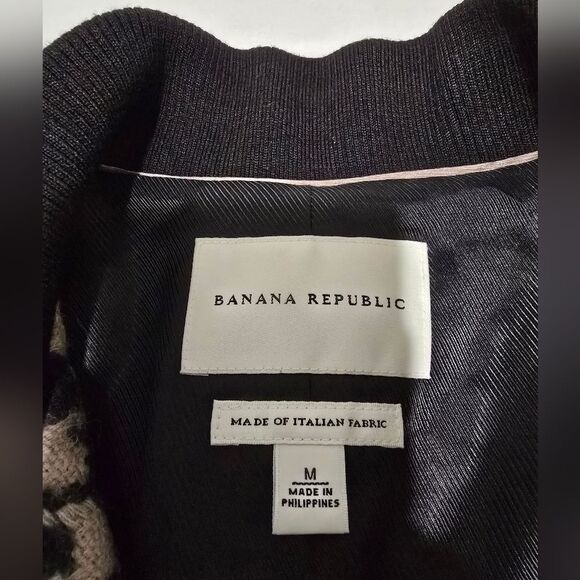 BANANA REPUBLIC
MADE OF ITALIAN FABRIC
M
MADE IN
PHILIPPINES